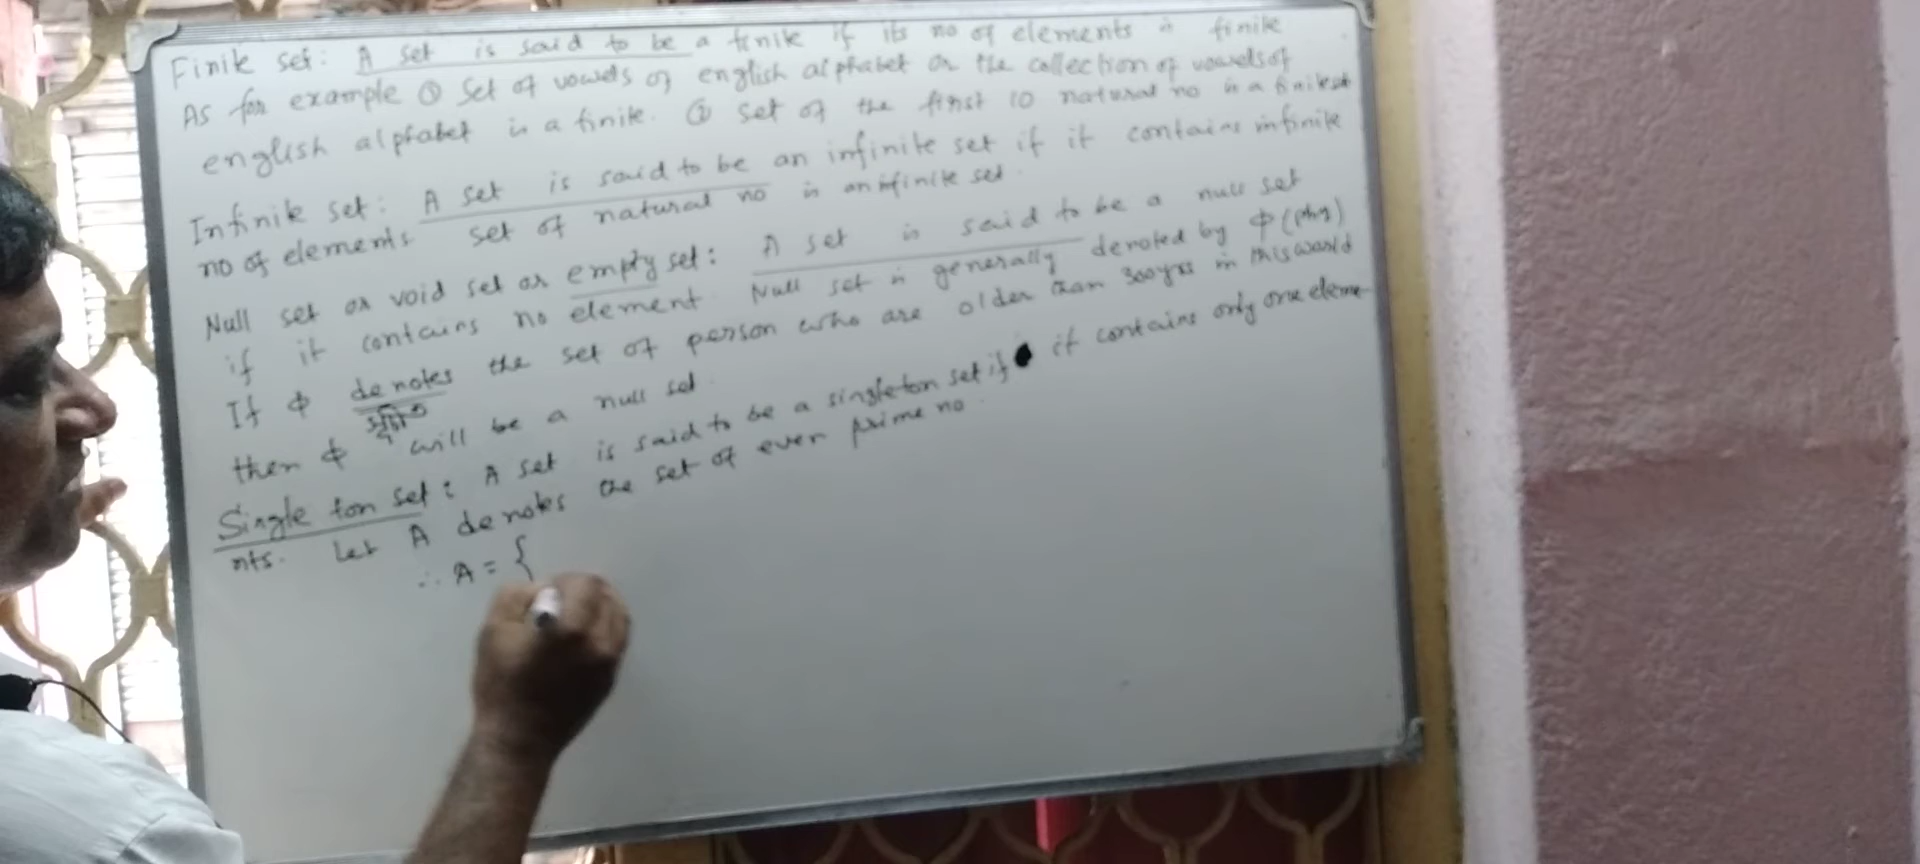 Finite set: A set is said to be a finite if its no of elements is finite
As for example ① Set of vowels of english alphabet or the collection of vowels of
english alphabet is a finite. ② Set of the first 10 natural no is a finite set
Infinite set: A set is said to be an infinite set if it contains infinite
no of elements. set of natural no is an infinite set.
Null set or void set or empty set: A set is said to be a null set
if it contains no element. Null set is generally denoted by φ (phy)
If φ denotes the set of person who are older than 300yrs in this world
then φ will be a null set.
Single ton set: A set is said to be a singleton set if it contains only one eleme-
nts. Let A denotes the set of even prime no.
∴ A = {